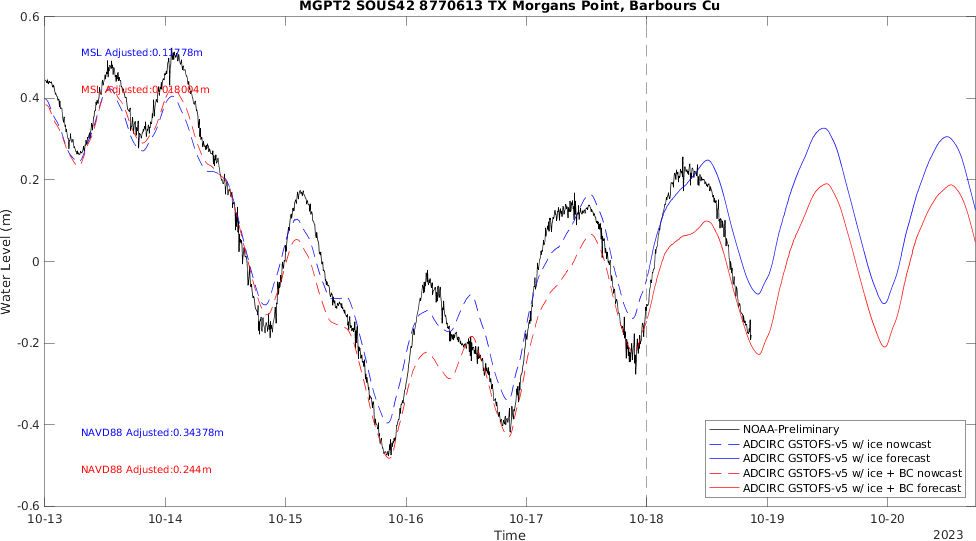 MGPT2 SOUS42 8770613 TX Morgans Point, Barbours Cu
0.6
MSL Adjusted:0.11778m
MSL Adjusted:0.018004m
0.4
0.2
0
-0.2
-0.4
-0.6
Water Level (m)
NAVD88 Adjusted:0.34378m
NAVD88 Adjusted:0.244m
NOAA-Preliminary
ADCIRC GSTOFS-v5 w/ ice nowcast
ADCIRC GSTOFS-v5 w/ ice forecast
ADCIRC GSTOFS-v5 w/ ice + BC nowcast
ADCIRC GSTOFS-v5 w/ ice + BC forecast
10-13 10-14 10-15 10-16 10-17 10-18 10-19 10-20
Time
2023